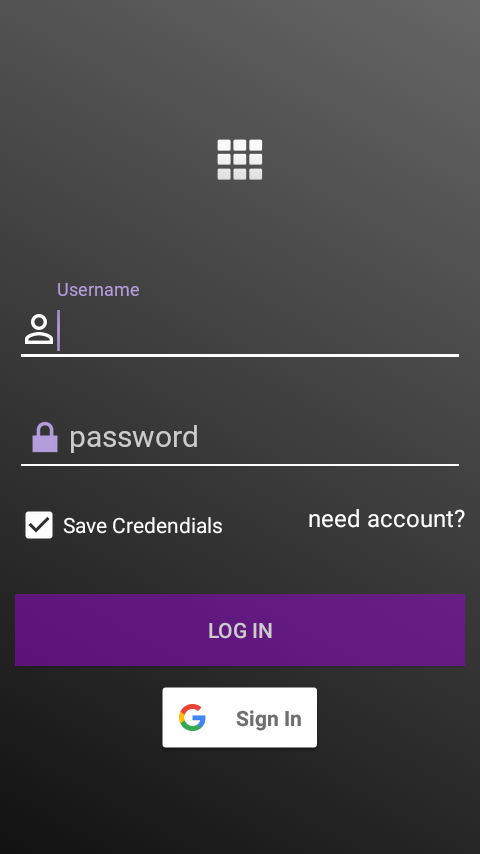 Username
password
Save Credendials
need account?
LOG IN
Sign In